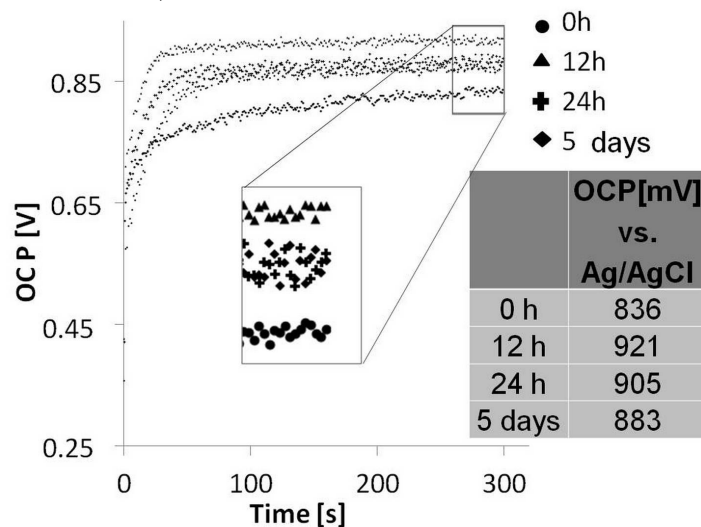 0.85
0.65
0.45
0.25
OCP [V]
0
100
200
300
Time [s]
0h
12h
24h
5 days
OCP[mV]
vs.
Ag/AgCl
0 h 836
12 h 921
24 h 905
5 days 883